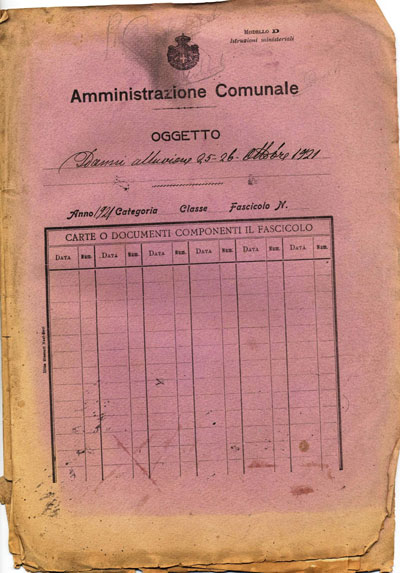 MODELLO D
Istruzioni ministeriali
Amministrazione Comunale
OGGETTO
Danni alluvione 25-26- Ottobre 1921
Anno 1921 Categoria Classe Fascicolo N.
CARTE O DOCUMENTI COMPONENTI IL FASCICOLO
DATA NUM. DATA NUM. DATA NUM. DATA NUM. DATA NUM. DATA NUM.